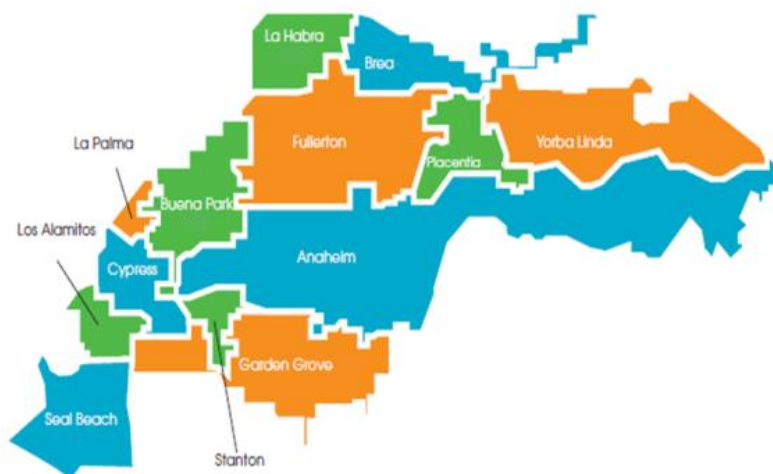 La Habra
Brea
Fullerton
Yorba Linda
La Palma
Placentia
Buena Park
Los Alamitos
Cypress
Anaheim
Garden Grove
Seal Beach
Stanton